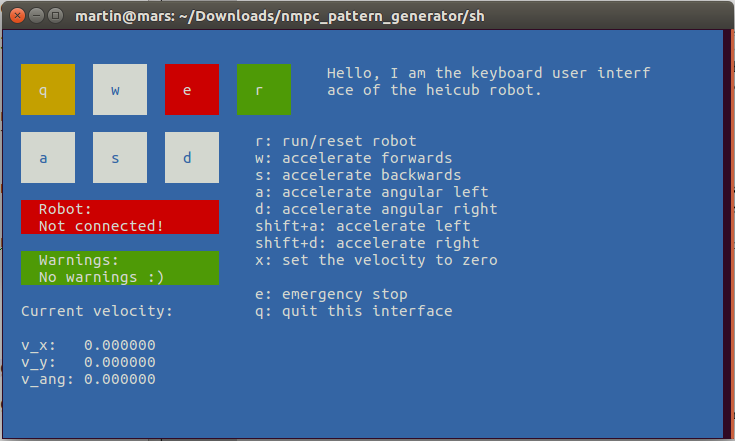 martin@mars: ~/Downloads/nmpc_pattern_generator/sh
q w e r
Hello, I am the keyboard user interf
ace of the heicub robot.
a s d
r: run/reset robot
w: accelerate forwards
s: accelerate backwards
a: accelerate angular left
d: accelerate angular right
shift+a: accelerate left
shift+d: accelerate right
x: set the velocity to zero
e: emergency stop
q: quit this interface
Robot:
Not connected!
Warnings:
No warnings :)
Current velocity:
v_x: 0.000000
v_y: 0.000000
v_ang: 0.000000